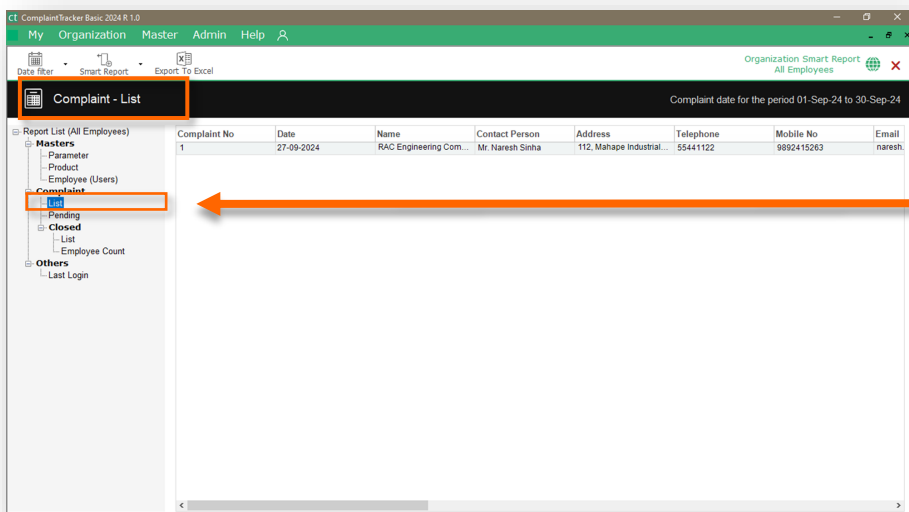 ct ComplaintTracker Basic 2024 R 1.0
My Organization Master Admin Help
Date filter Smart Report Export To Excel
Organization Smart Report
All Employees
Complaint - List
Complaint date for the period 01-Sep-24 to 30-Sep-24
Report List (All Employees)
Masters
Parameter
Product
Employee (Users)
Complaint
List
Pending
Closed
List
Employee Count
Others
Last Login
Complaint No Date Name Contact Person Address Telephone Mobile No Email
1 27-09-2024 RAC Engineering Com... Mr. Naresh Sinha 112, Mahape Industrial... 55441122 9892415263 naresh.